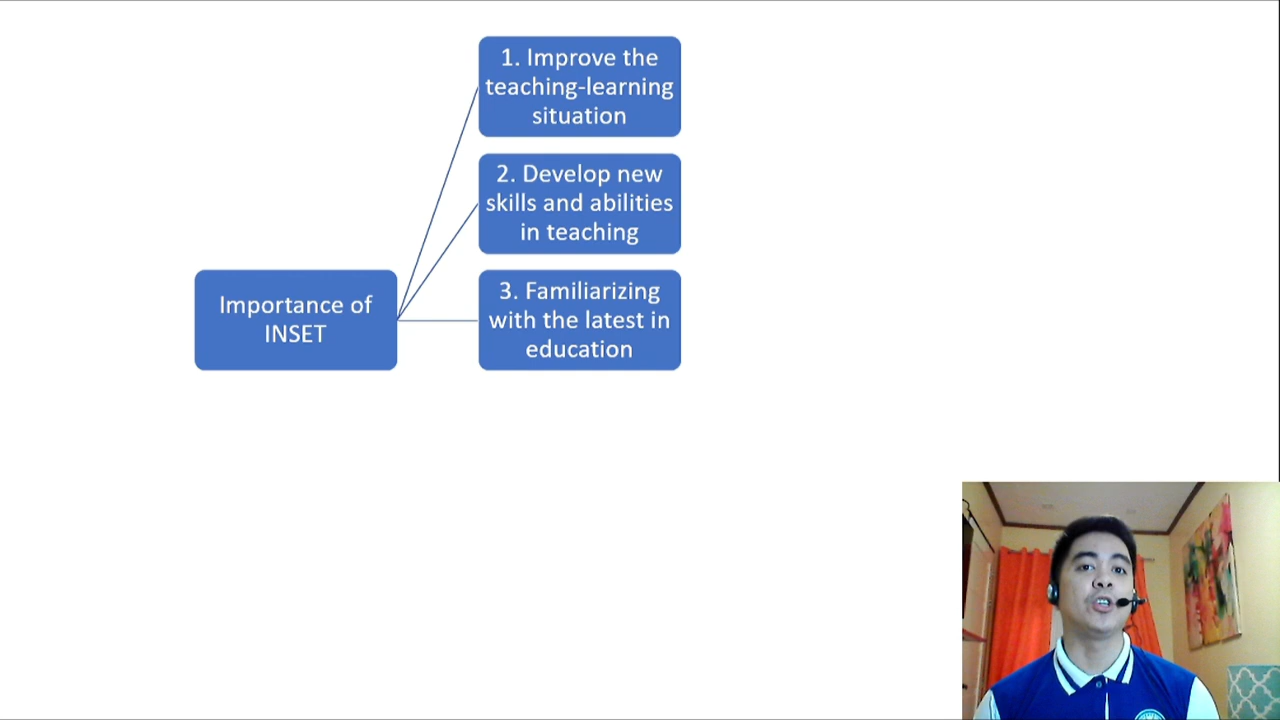 1. Improve the
teaching-learning
situation
2. Develop new
skills and abilities
in teaching
Importance of
INSET
3. Familiarizing
with the latest in
education